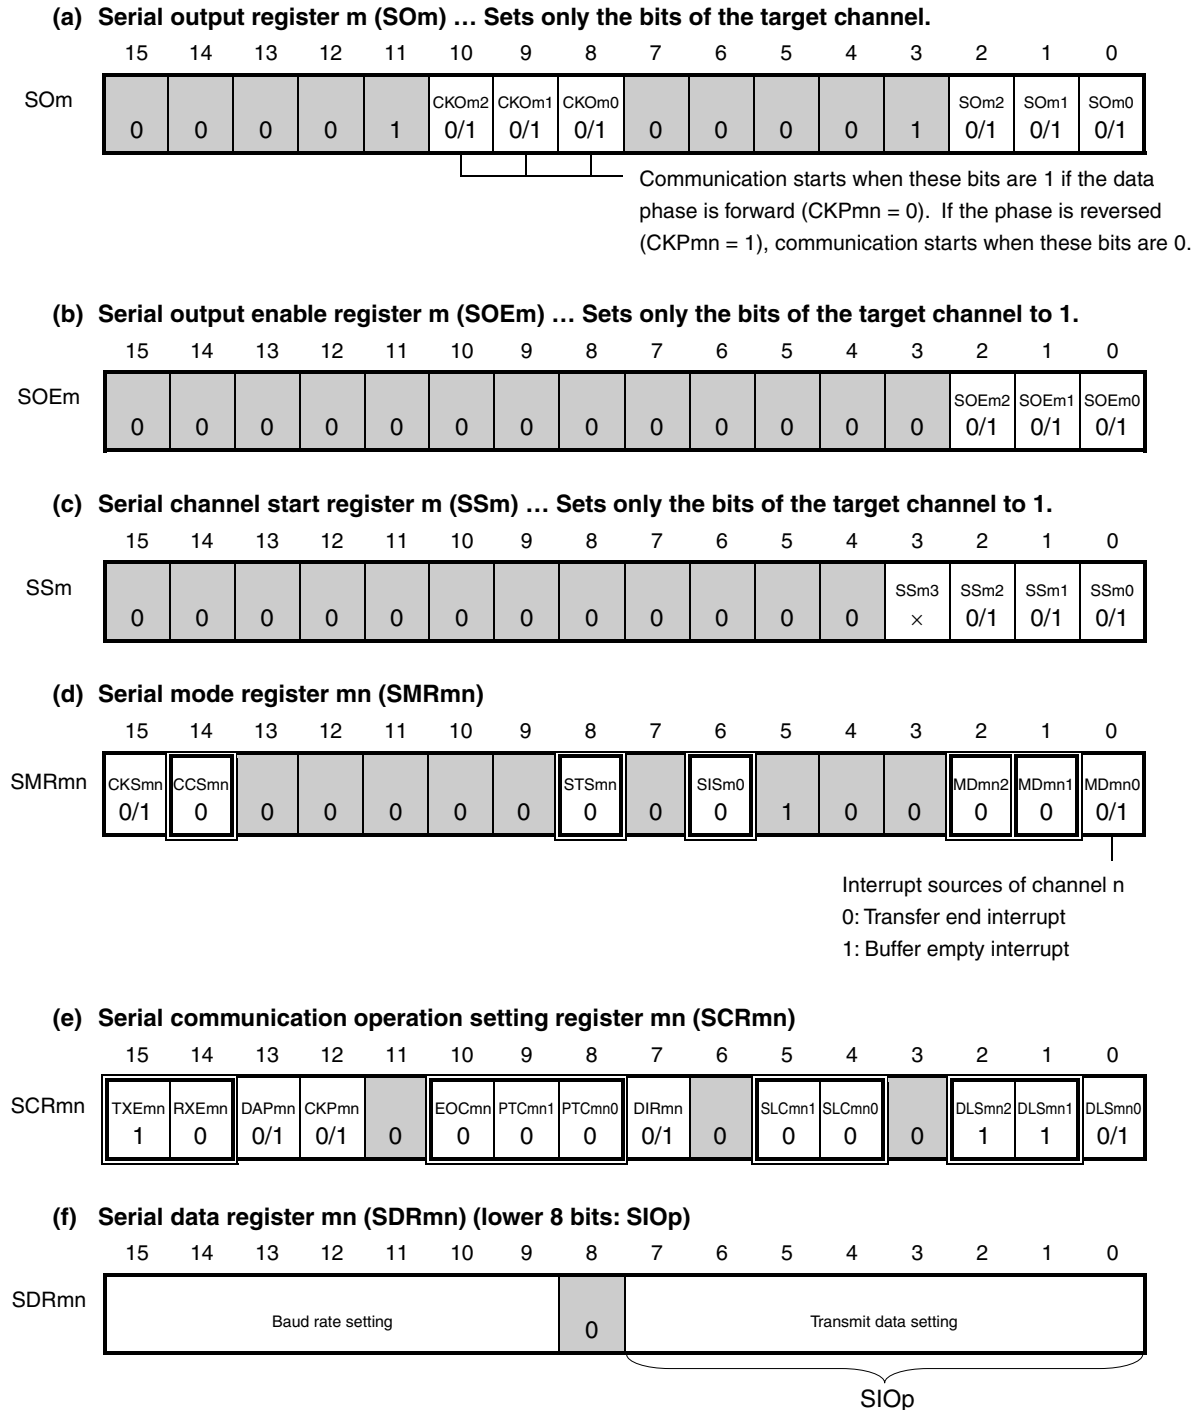 (a) Serial output register m (SOm) … Sets only the bits of the target channel.
15 14 13 12 11 10 9 8 7 6 5 4 3 2 1 0
CKOm2 CKOm1 CKOm0 SOm2 SOm1 SOm0
SOm 0 0 0 0 1 0/1 0/1 0/1 0 0 0 0 1 0/1 0/1 0/1
Communication starts when these bits are 1 if the data
phase is forward (CKPmn = 0). If the phase is reversed
(CKPmn = 1), communication starts when these bits are 0.
(b) Serial output enable register m (SOEm) … Sets only the bits of the target channel to 1.
15 14 13 12 11 10 9 8 7 6 5 4 3 2 1 0
SOEm2 SOEm1 SOEm0
SOEm 0 0 0 0 0 0 0 0 0 0 0 0 0 0/1 0/1 0/1
(c) Serial channel start register m (SSm) … Sets only the bits of the target channel to 1.
15 14 13 12 11 10 9 8 7 6 5 4 3 2 1 0
SSm3 SSm2 SSm1 SSm0
SSm 0 0 0 0 0 0 0 0 0 0 0 0 × 0/1 0/1 0/1
(d) Serial mode register mn (SMRmn)
15 14 13 12 11 10 9 8 7 6 5 4 3 2 1 0
CKSmn CCSmn STSmn SISm0 MDmn2 MDmn1 MDmn0
SMRmn 0/1 0 0 0 0 0 0 0 0 0 1 0 0 0 0 0/1
Interrupt sources of channel n
0: Transfer end interrupt
1: Buffer empty interrupt
(e) Serial communication operation setting register mn (SCRmn)
15 14 13 12 11 10 9 8 7 6 5 4 3 2 1 0
TXEmn RXEmn DAPmn CKPmn EOCmn PTCmn1 PTCmn0 DIRmn SLCmn1 SLCmn0 DLSmn2 DLSmn1 DLSmn0
SCRmn 1 0 0/1 0/1 0 0 0 0 0/1 0 0 0 0 1 1 0/1
(f) Serial data register mn (SDRmn) (lower 8 bits: SIOp)
15 14 13 12 11 10 9 8 7 6 5 4 3 2 1 0
SDRmn Baud rate setting 0 Transmit data setting
SIOp